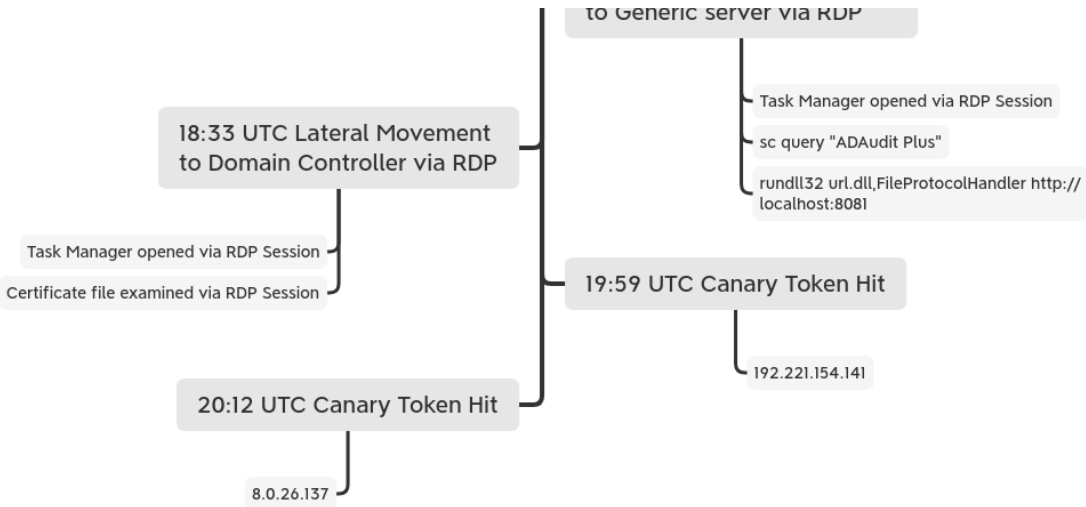 to Generic server via RDP
Task Manager opened via RDP Session
sc query "ADAudit Plus"
rundll32 url.dll,FileProtocolHandler http://
localhost:8081
18:33 UTC Lateral Movement
to Domain Controller via RDP
Task Manager opened via RDP Session
Certificate file examined via RDP Session
19:59 UTC Canary Token Hit
192.221.154.141
20:12 UTC Canary Token Hit
8.0.26.137